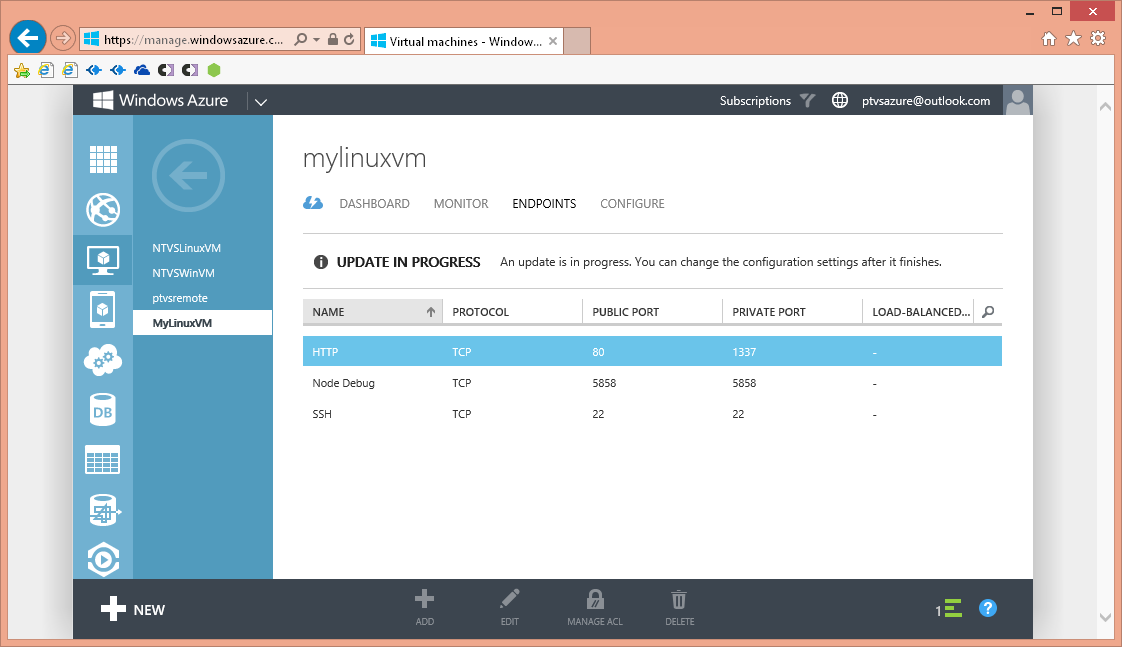 https://manage.windowsazure.c...
Virtual machines - Window...
Windows Azure
Subscriptions
ptvsazure@outlook.com
NTVSLinuxVM
NTVSWinVM
ptvsremote
MyLinuxVM
mylinuxvm
DASHBOARD MONITOR ENDPOINTS CONFIGURE
UPDATE IN PROGRESS An update is in progress. You can change the configuration settings after it finishes.
NAME PROTOCOL PUBLIC PORT PRIVATE PORT LOAD-BALANCED...
HTTP TCP 80 1337 -
Node Debug TCP 5858 5858 -
SSH TCP 22 22 -
DB
NEW
ADD
EDIT
MANAGE ACL
DELETE
1
?